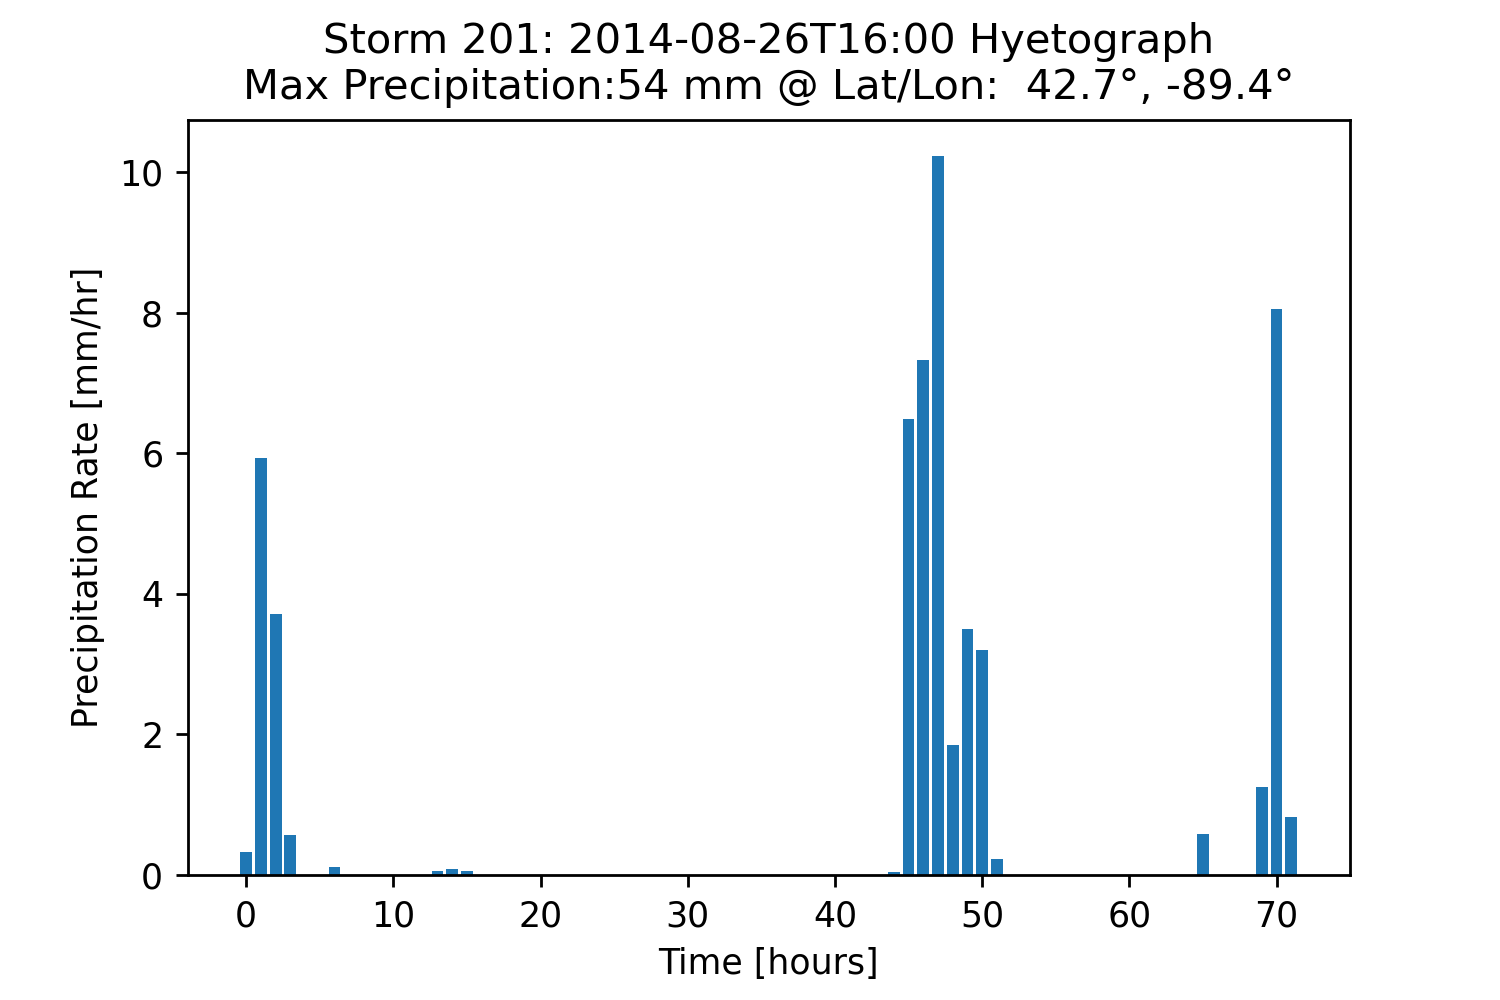 Storm 201: 2014-08-26T16:00 Hyetograph
Max Precipitation:54 mm @ Lat/Lon:  42.7°, -89.4°
Precipitation Rate [mm/hr]
10
8
6
4
2
0
0 10 20 30 40 50 60 70
Time [hours]